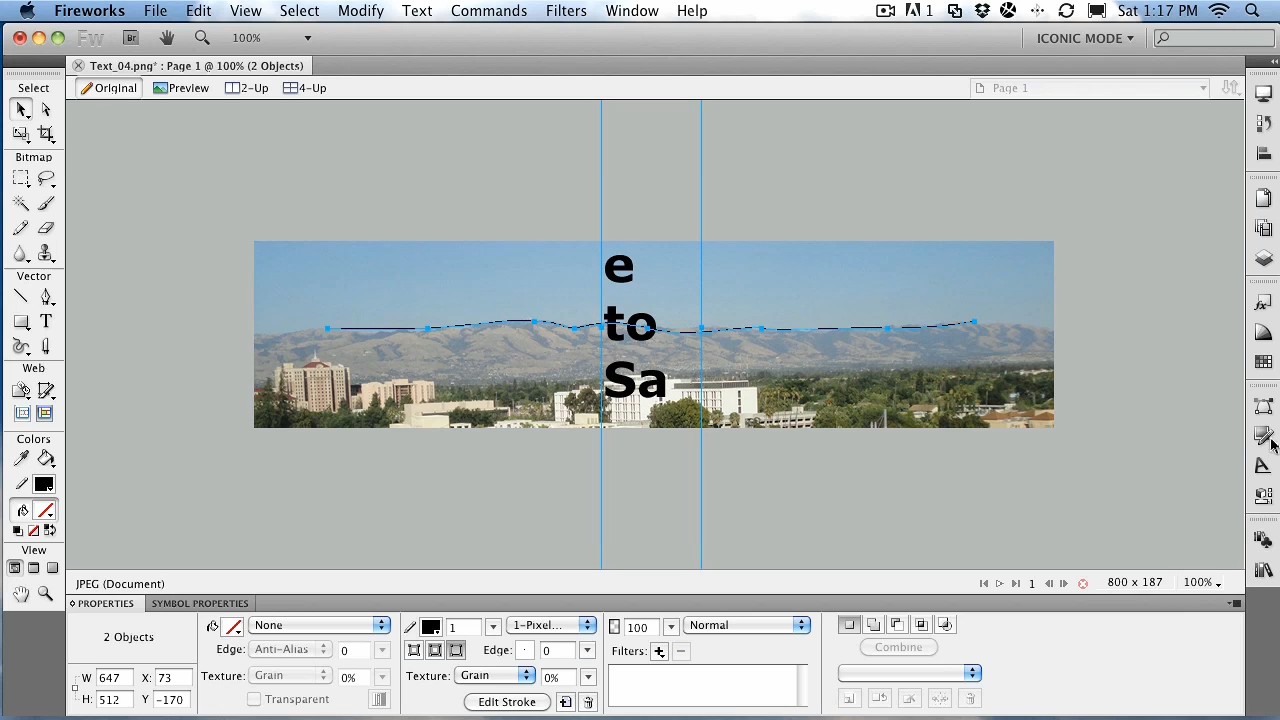 Fireworks File Edit View Select Modify Text Commands Filters Window Help 1 Sat 1:17 PM
Fw Br 100% ICONIC MODE
Text_04.png* : Page 1 @ 100% (2 Objects)
Original Preview 2-Up 4-Up Page 1
Select
Bitmap
Vector
Web
Colors
View
e
to
Sa
JPEG (Document) 1 800 x 187 100%
PROPERTIES SYMBOL PROPERTIES
2 Objects
W 647 X: 73
H: 512 Y -170
None
Edge: Anti-Alias 0
Texture: Grain 0%
Transparent
1 1-Pixel...
Edge: 0
Texture: Grain 0%
Edit Stroke
100 Normal
Filters:
Combine